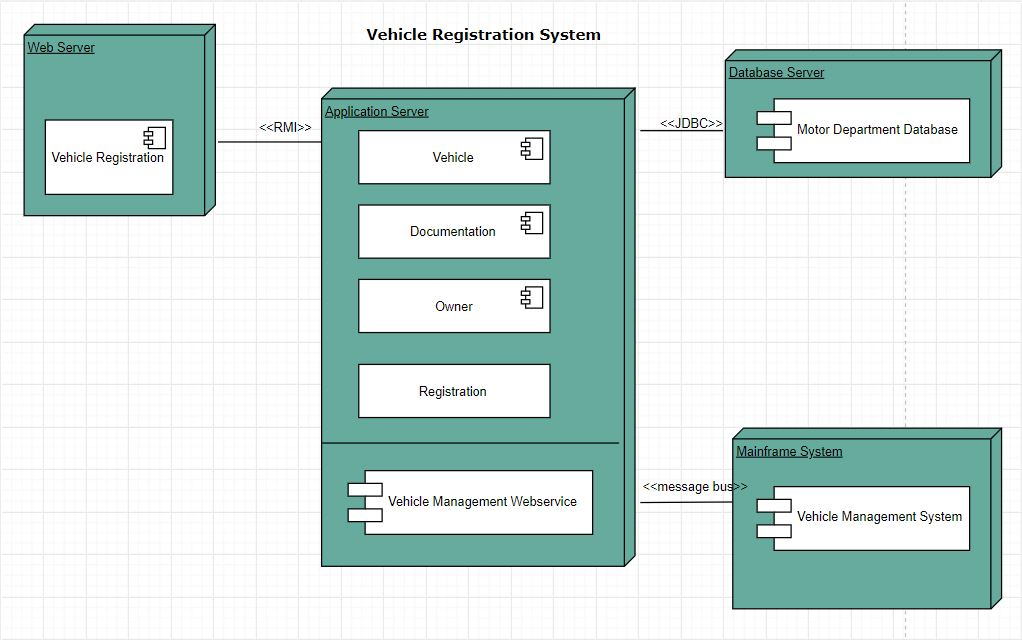 Vehicle Registration System
Web Server
Vehicle Registration
<<RMI>>
Application Server
Vehicle
Documentation
Owner
Registration
Vehicle Management Webservice
<<JDBC>>
Database Server
Motor Department Database
<<message bus>>
Mainframe System
Vehicle Management System